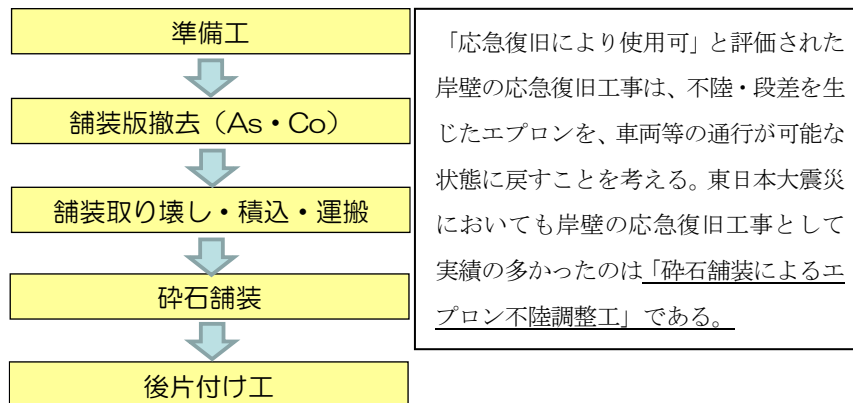 準備工
舗装版撤去（As・Co）
舗装取り壊し・積込・運搬
砕石舗装
後片付け工
「応急復旧により使用可」と評価された
岸壁の応急復旧工事は、不陸・段差を生
じたエプロンを、車両等の通行が可能な
状態に戻すことを考える。東日本大震災
においても岸壁の応急復旧工事として
実績の多かったのは「砕石舗装によるエ
プロン不陸調整工」である。